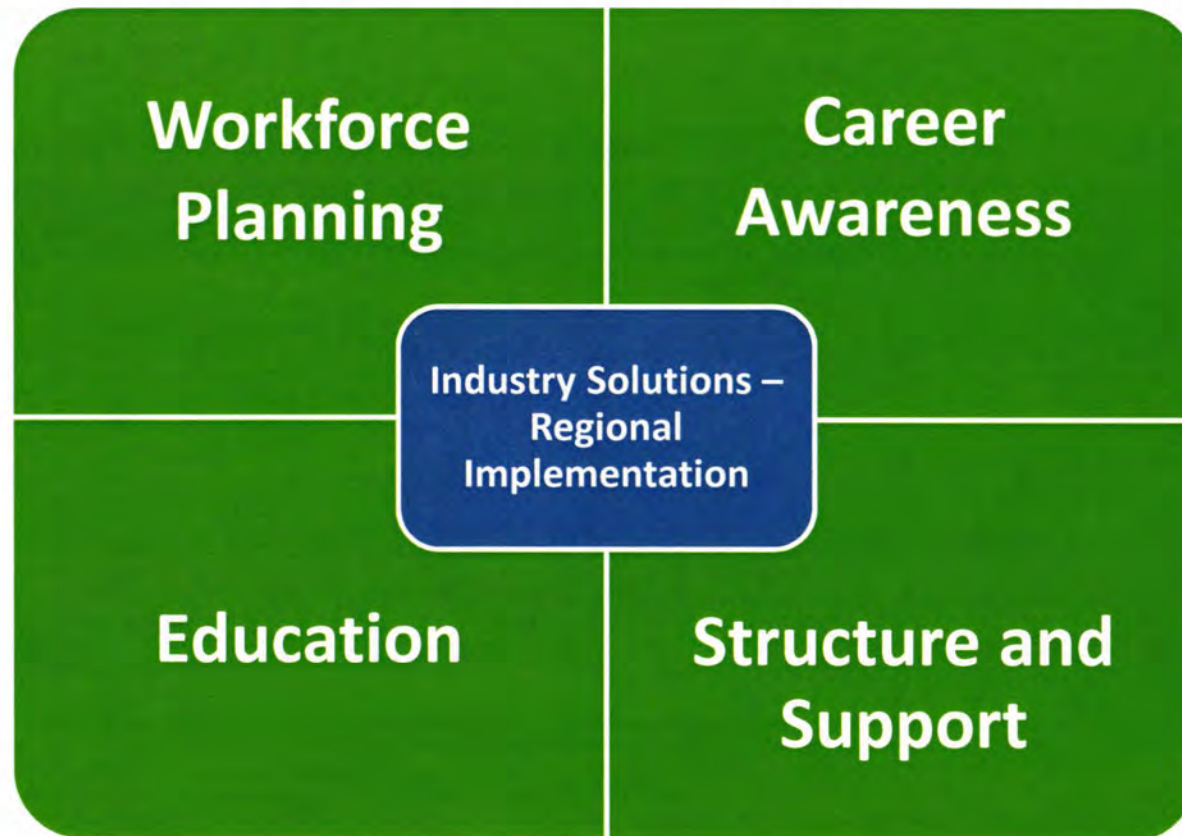 Workforce
Planning
Career
Awareness
Industry Solutions –
Regional
Implementation
Education
Structure and
Support